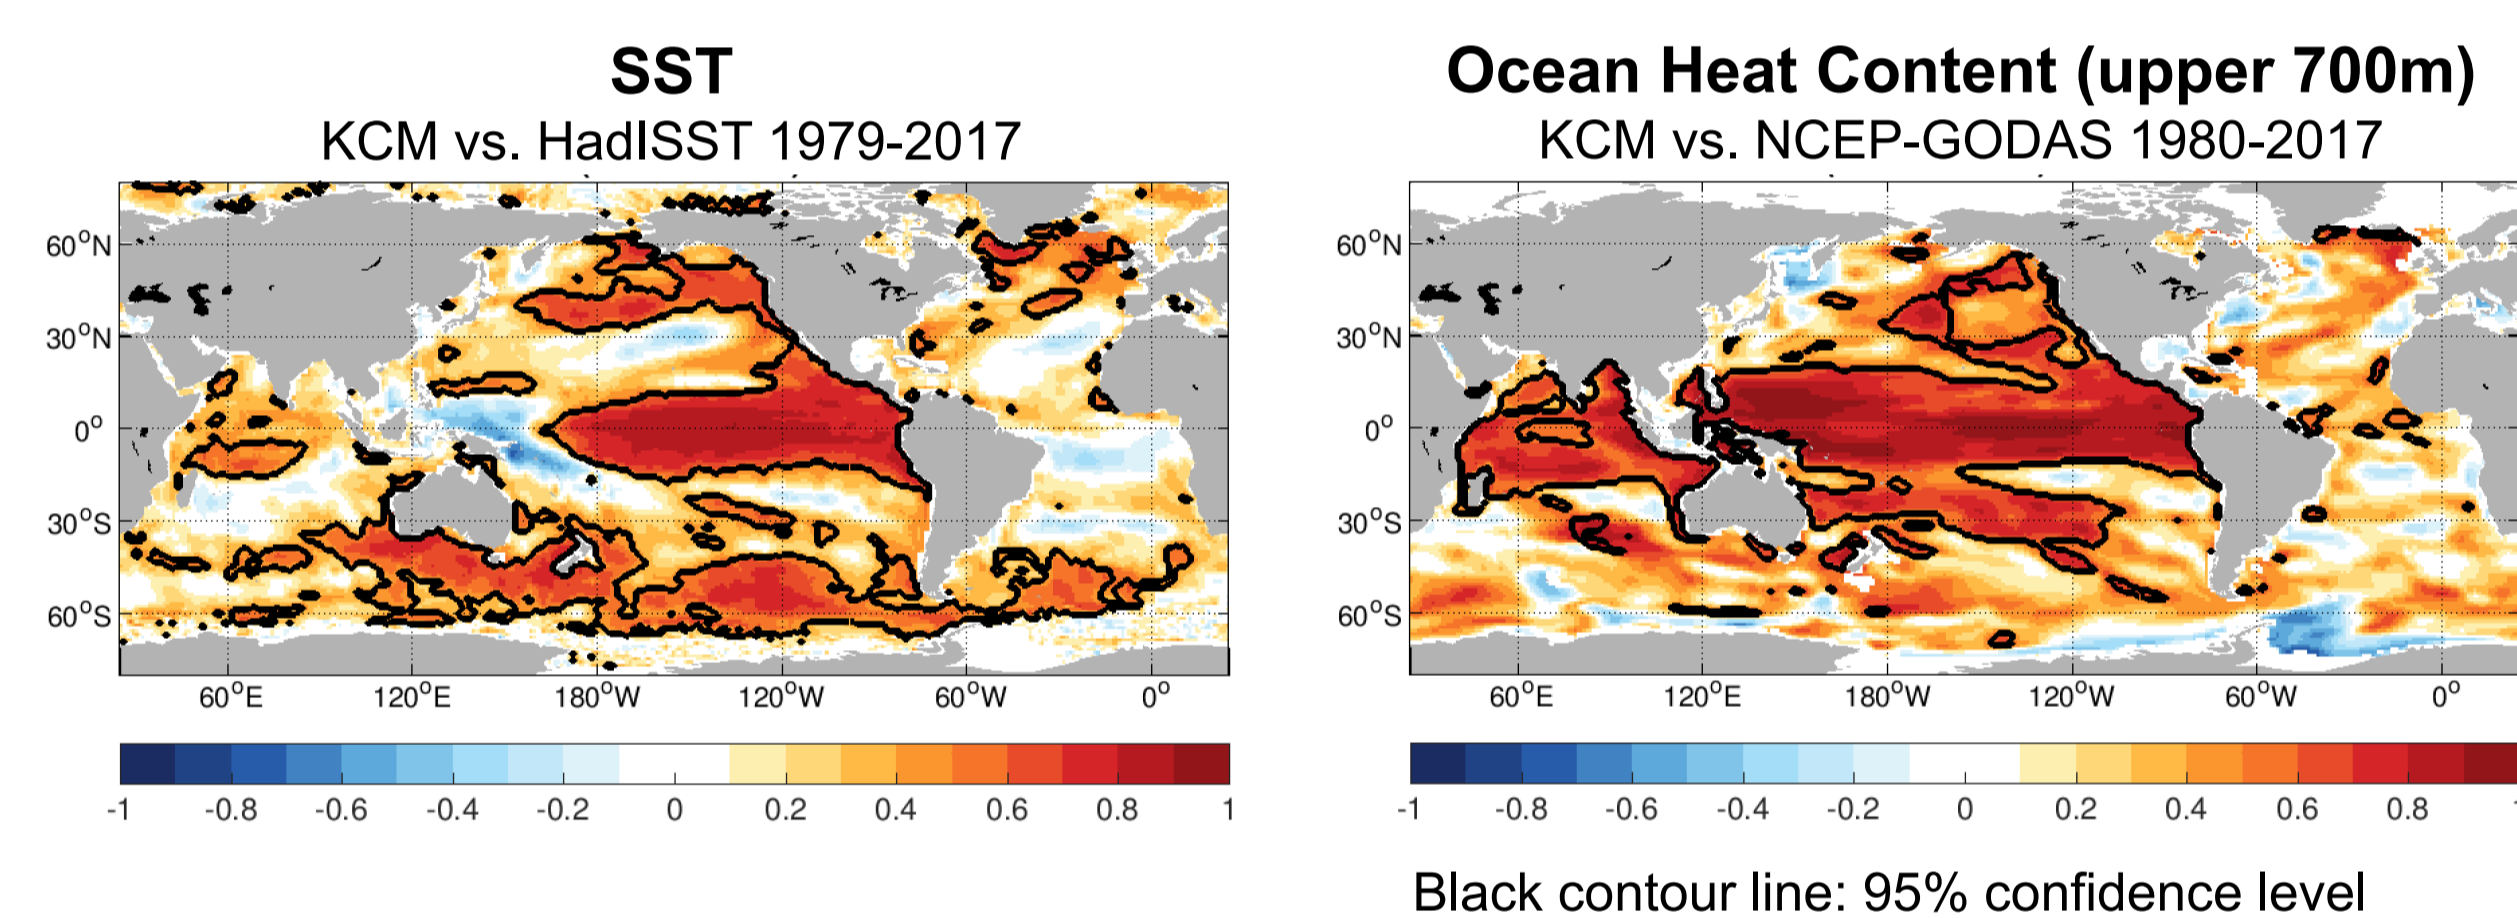 SST
KCM vs. HadISST 1979-2017
60°N
30°N
0°
30°S
60°S
60°E 120°E 180°W 120°W 60°W 0°
-1 -0.8 -0.6 -0.4 -0.2 0 0.2 0.4 0.6 0.8 1
Ocean Heat Content (upper 700m)
KCM vs. NCEP-GODAS 1980-2017
60°N
30°N
0°
30°S
60°S
60°E 120°E 180°W 120°W 60°W 0°
-1 -0.8 -0.6 -0.4 -0.2 0 0.2 0.4 0.6 0.8
Black contour line: 95% confidence level